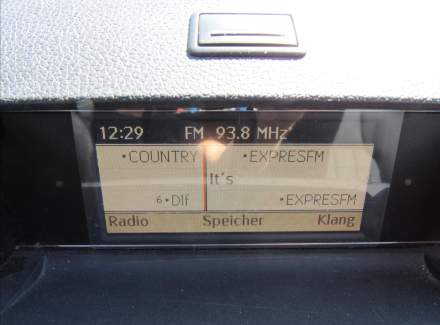 12:29 FM 93.8 MHz
•COUNTRY •EXPRESFM
It's
6•Dlf •EXPRESFM
Radio Speicher Klang